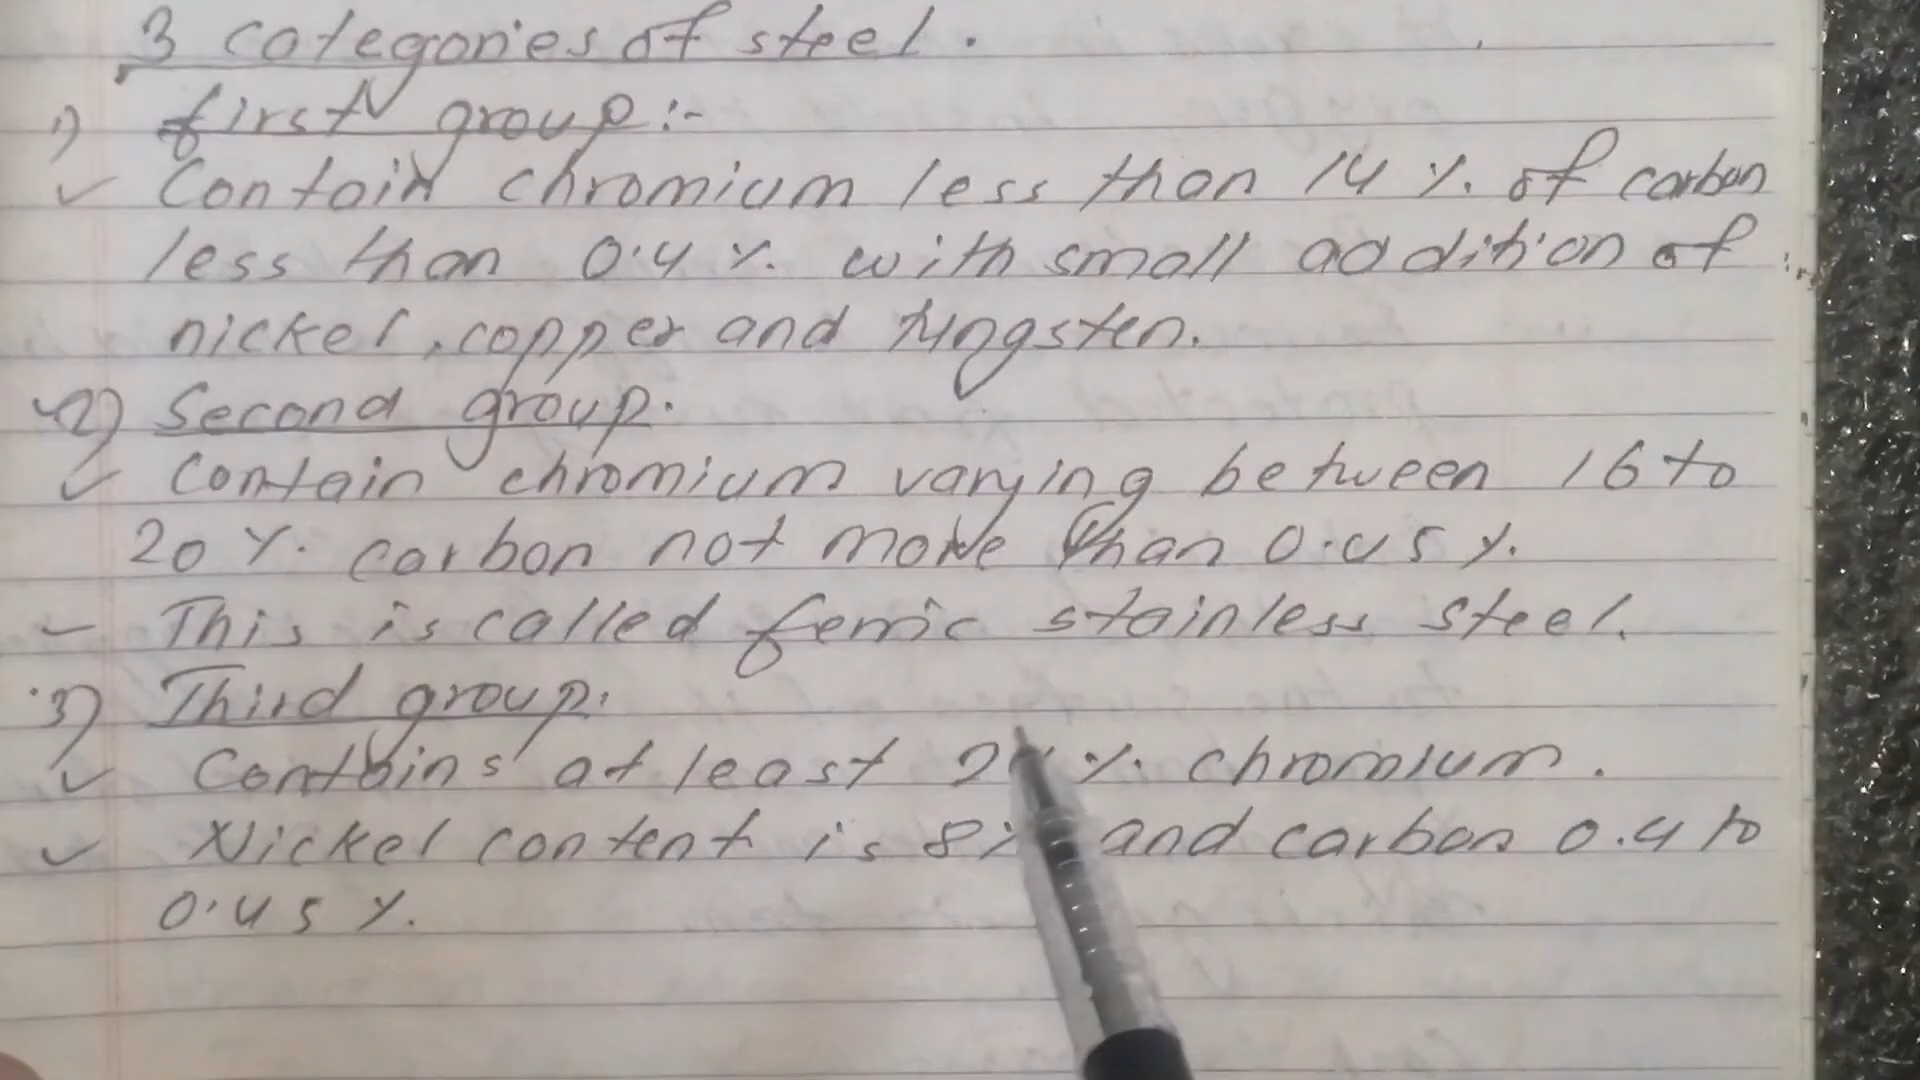 3 categories of steel.
1) first group :-
✓ Contain chromium less than 14 %. of carbon
less than 0.4 %. with small addition of
nickel, copper and tungsten.
2) Second group.
✓ Contain chromium varying between 16 to
20 %. carbon not more than 0.45 %.
- This is called ferric stainless steel.
3) Third group.
✓ Contains at least %. chromium.
✓ Nickel content is 8% and carbon 0.4 to
0.45 %.